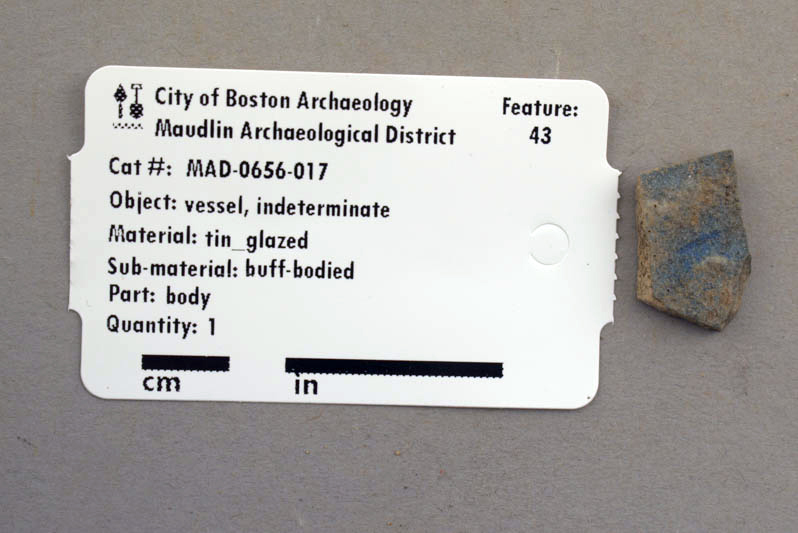 City of Boston Archaeology
Maudlin Archaeological District
Feature:
43
Cat #: MAD-0656-017
Object: vessel, indeterminate
Material: tin_glazed
Sub-material: buff-bodied
Part: body
Quantity: 1
cm in